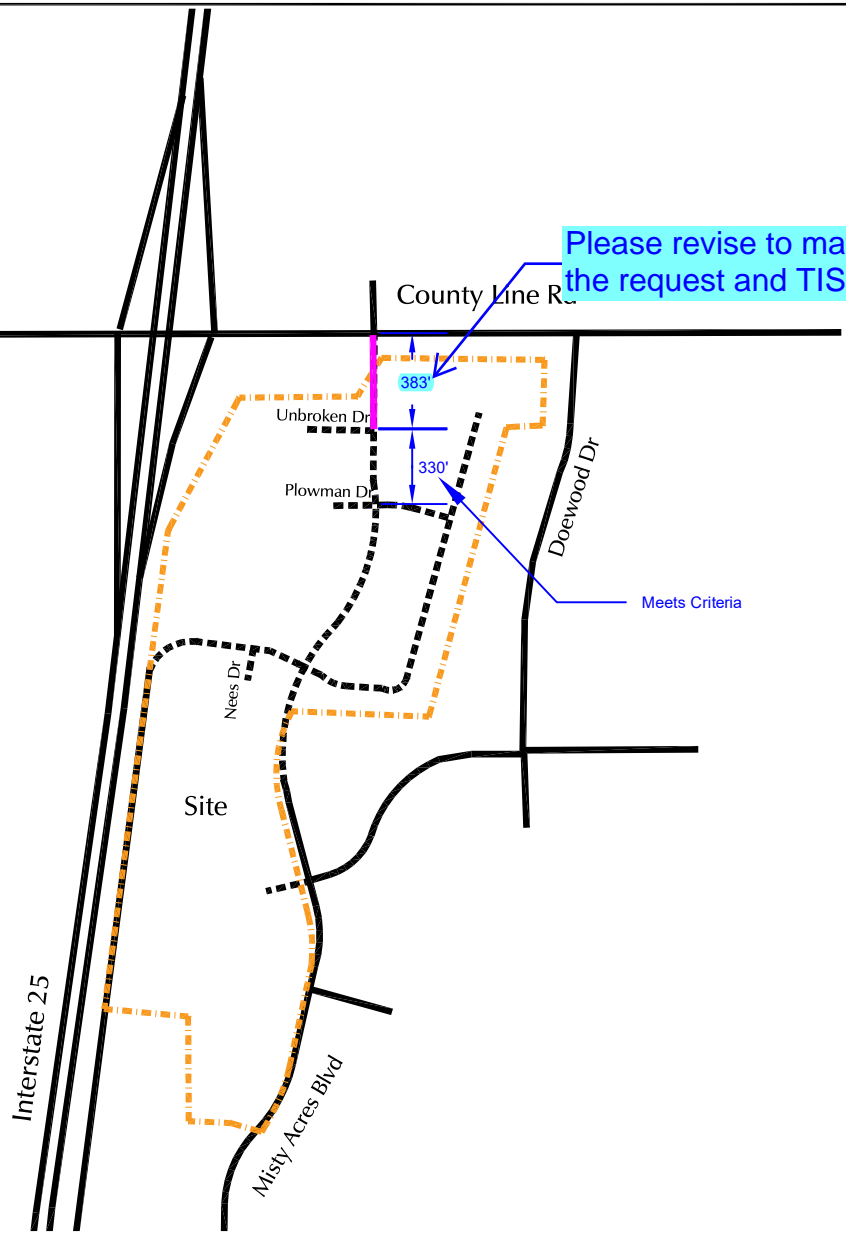 Please revise to ma
the request and TIS
County Line Rd
383'
Unbroken Dr
330'
Plowman Dr
Doewood Dr
Meets Criteria
Nees Dr
Site
Interstate 25
Misty Acres Blvd